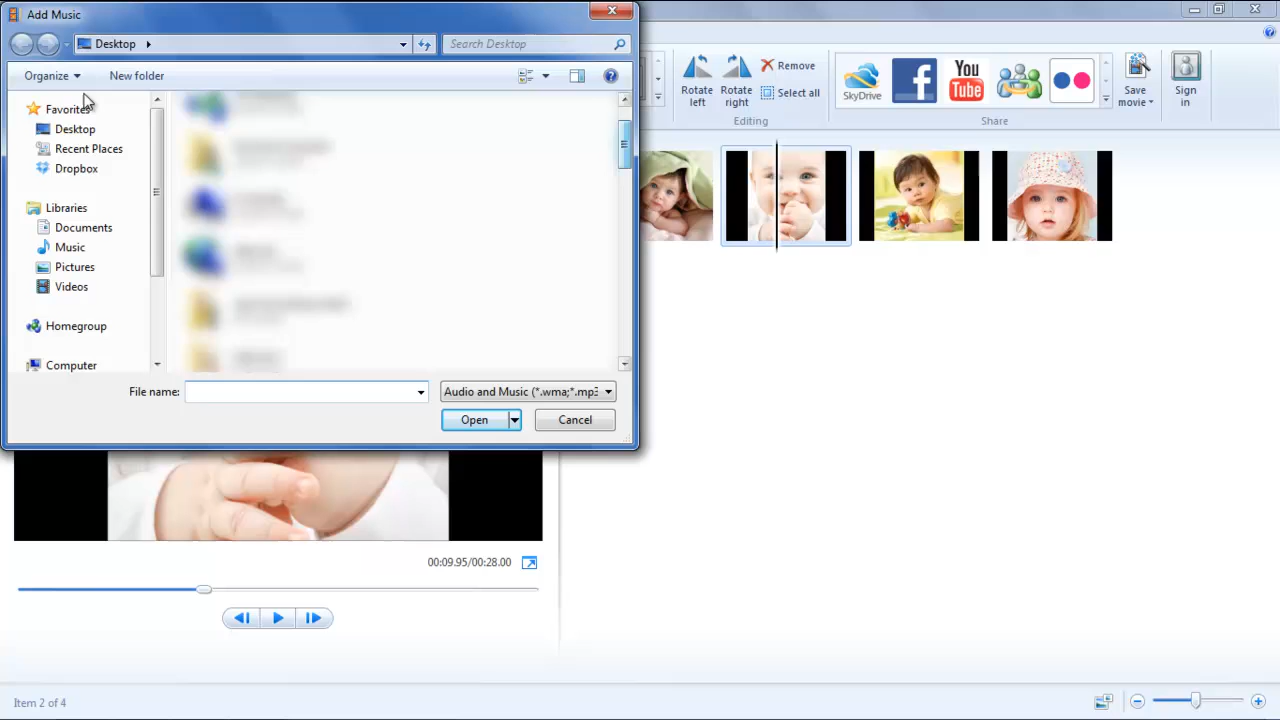 Add Music
Desktop
Search Desktop
Organize
New folder
Favorites
Desktop
Recent Places
Dropbox
Libraries
Documents
Music
Pictures
Videos
Homegroup
Computer
File name:
Audio and Music (*.wma;*.mp3
Open
Cancel
Rotate
left
Rotate
right
Remove
Select all
Editing
SkyDrive
f
You
Tube
Share
Save
movie
Sign
in
00:09.95/00:28.00
Item 2 of 4